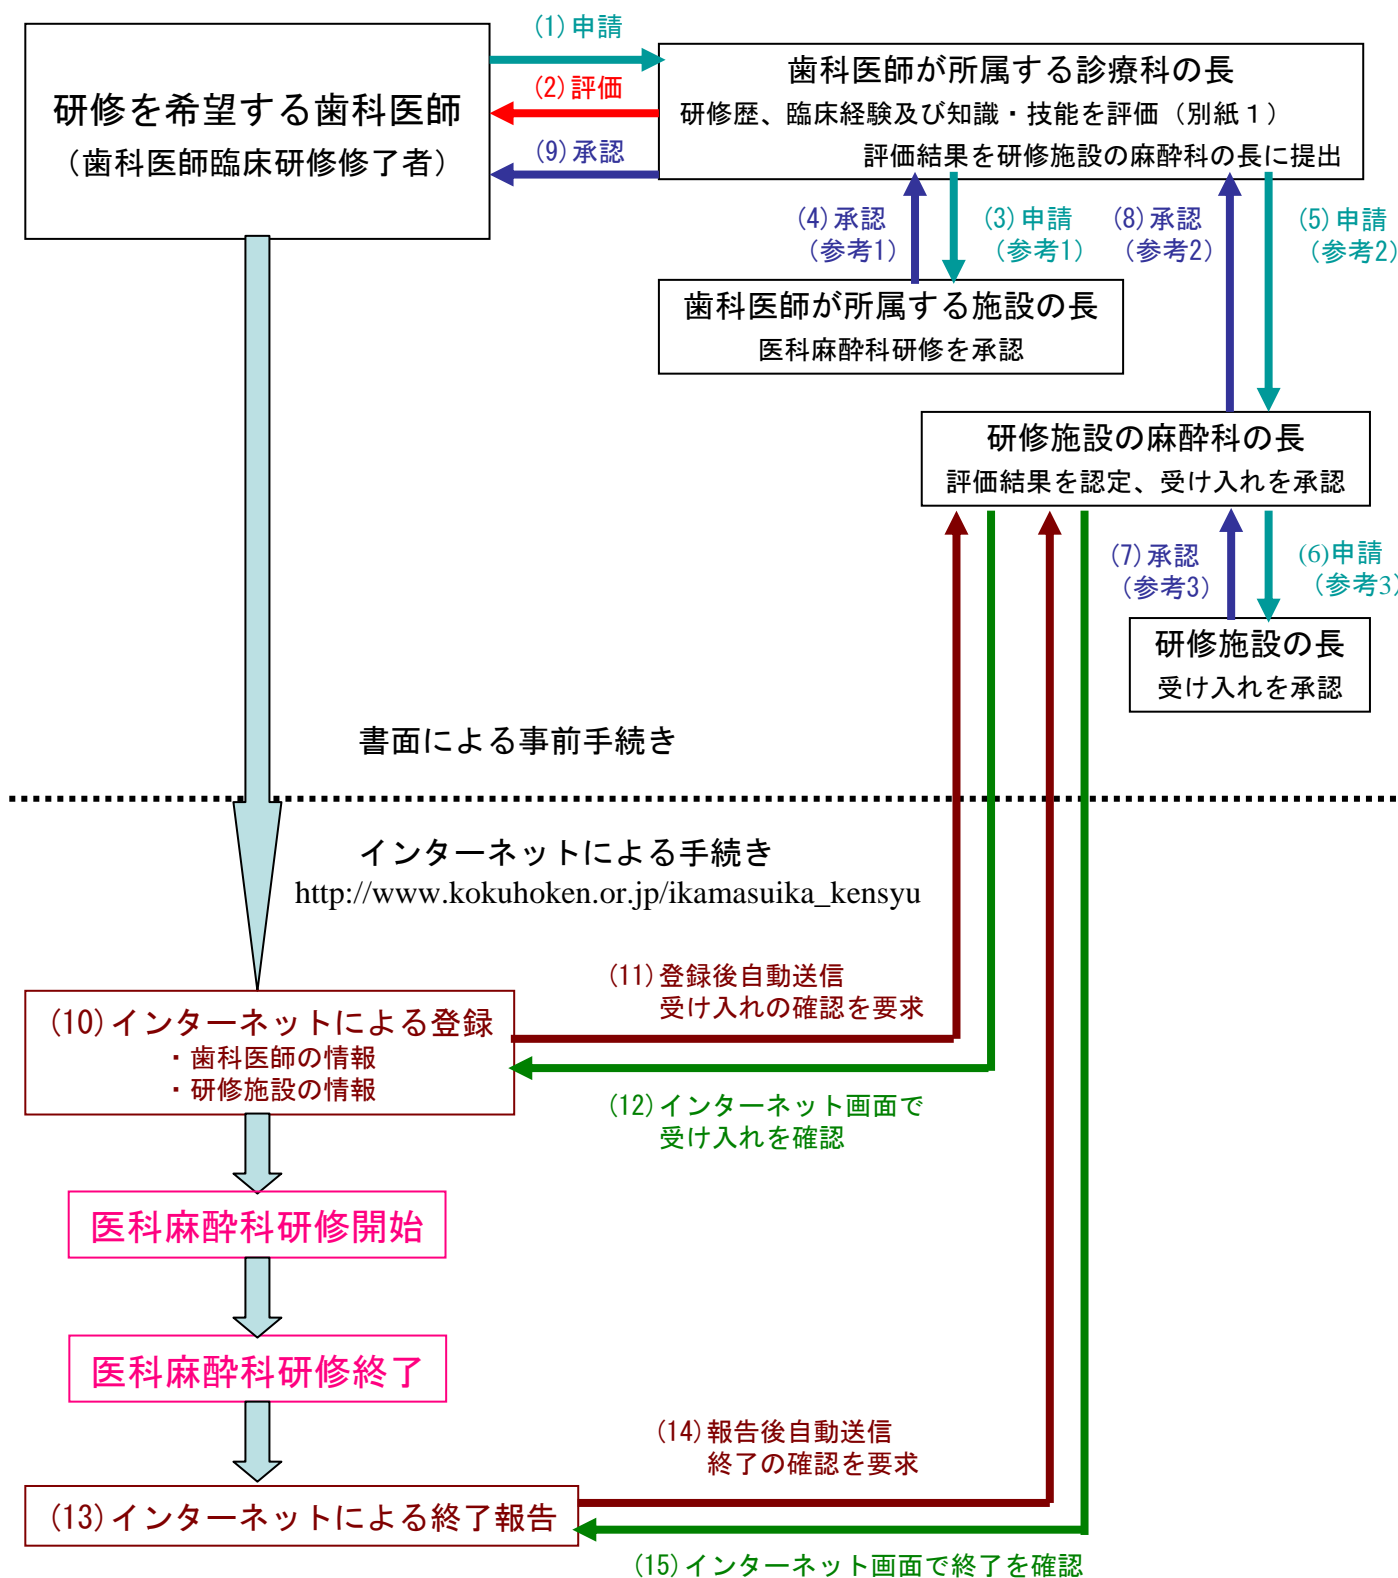 (1)申請
研修を希望する歯科医師
（歯科医師臨床研修修了者）
(2)評価
(9)承認
歯科医師が所属する診療科の長
研修歴、臨床経験及び知識・技能を評価（別紙１）
評価結果を研修施設の麻酔科の長に提出
(4)承認
（参考1）
(3)申請
（参考1）
(8)承認
（参考2）
(5)申請
（参考2）
歯科医師が所属する施設の長
医科麻酔科研修を承認
研修施設の麻酔科の長
評価結果を認定、受け入れを承認
(7)承認
（参考3）
(6)申請
（参考3）
研修施設の長
受け入れを承認
書面による事前手続き
インターネットによる手続き
http://www.kokuhoken.or.jp/ikamasuika_kensyu
(11)登録後自動送信
受け入れの確認を要求
(10)インターネットによる登録
・歯科医師の情報
・研修施設の情報
(12)インターネット画面で
受け入れを確認
医科麻酔科研修開始
医科麻酔科研修終了
(14)報告後自動送信
終了の確認を要求
(13)インターネットによる終了報告
(15)インターネット画面で終了を確認